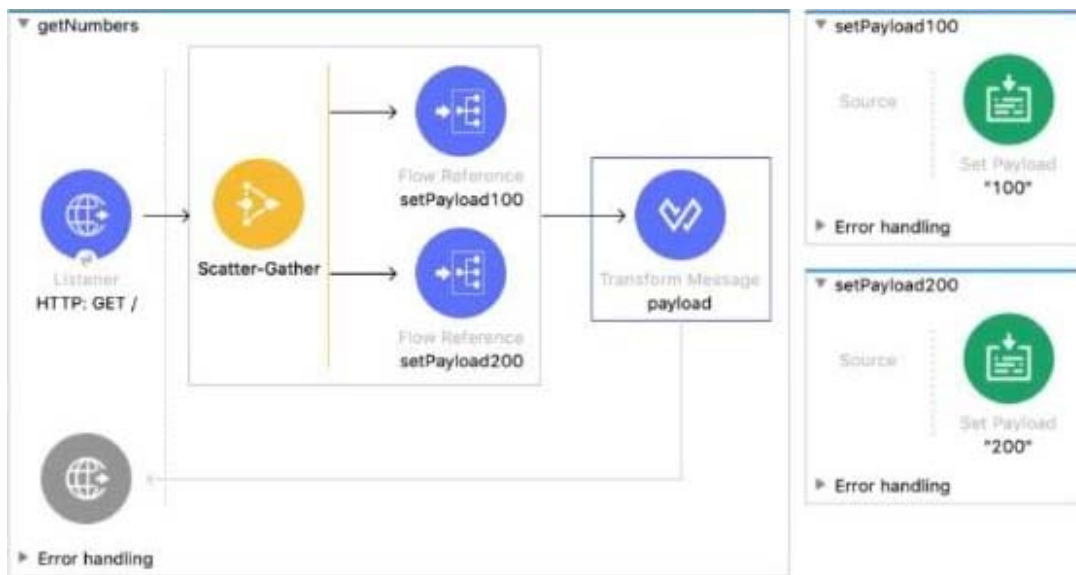 getNumbers
Flow Reference
setPayload100
Listener
HTTP: GET /
Scatter-Gather
Flow Reference
setPayload200
Transform Message
payload
Error handling
setPayload100
Source
Set Payload
"100"
Error handling
setPayload200
Source
Set Payload
"200"
Error handling